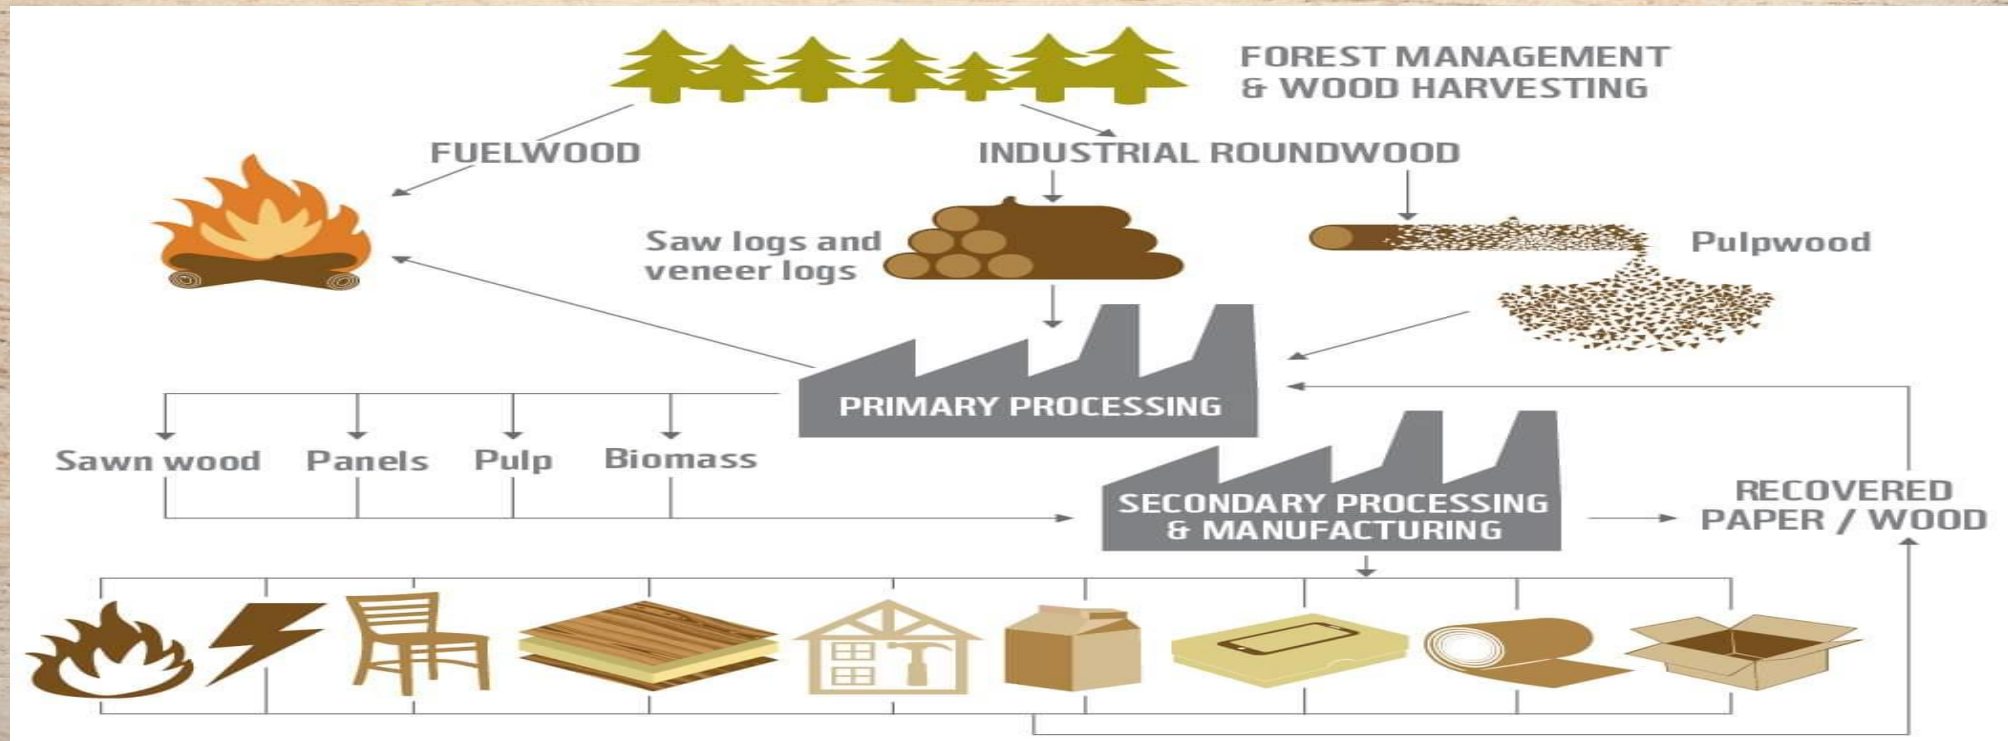 FOREST MANAGEMENT
& WOOD HARVESTING
FUELWOOD
INDUSTRIAL ROUNDWOOD
Saw logs and
veneer logs
Pulpwood
PRIMARY PROCESSING
Sawn wood
Panels
Pulp
Biomass
SECONDARY PROCESSING
& MANUFACTURING
RECOVERED
PAPER / WOOD